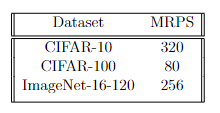 Dataset MRPS
CIFAR-10 320
CIFAR-100 80
ImageNet-16-120 256